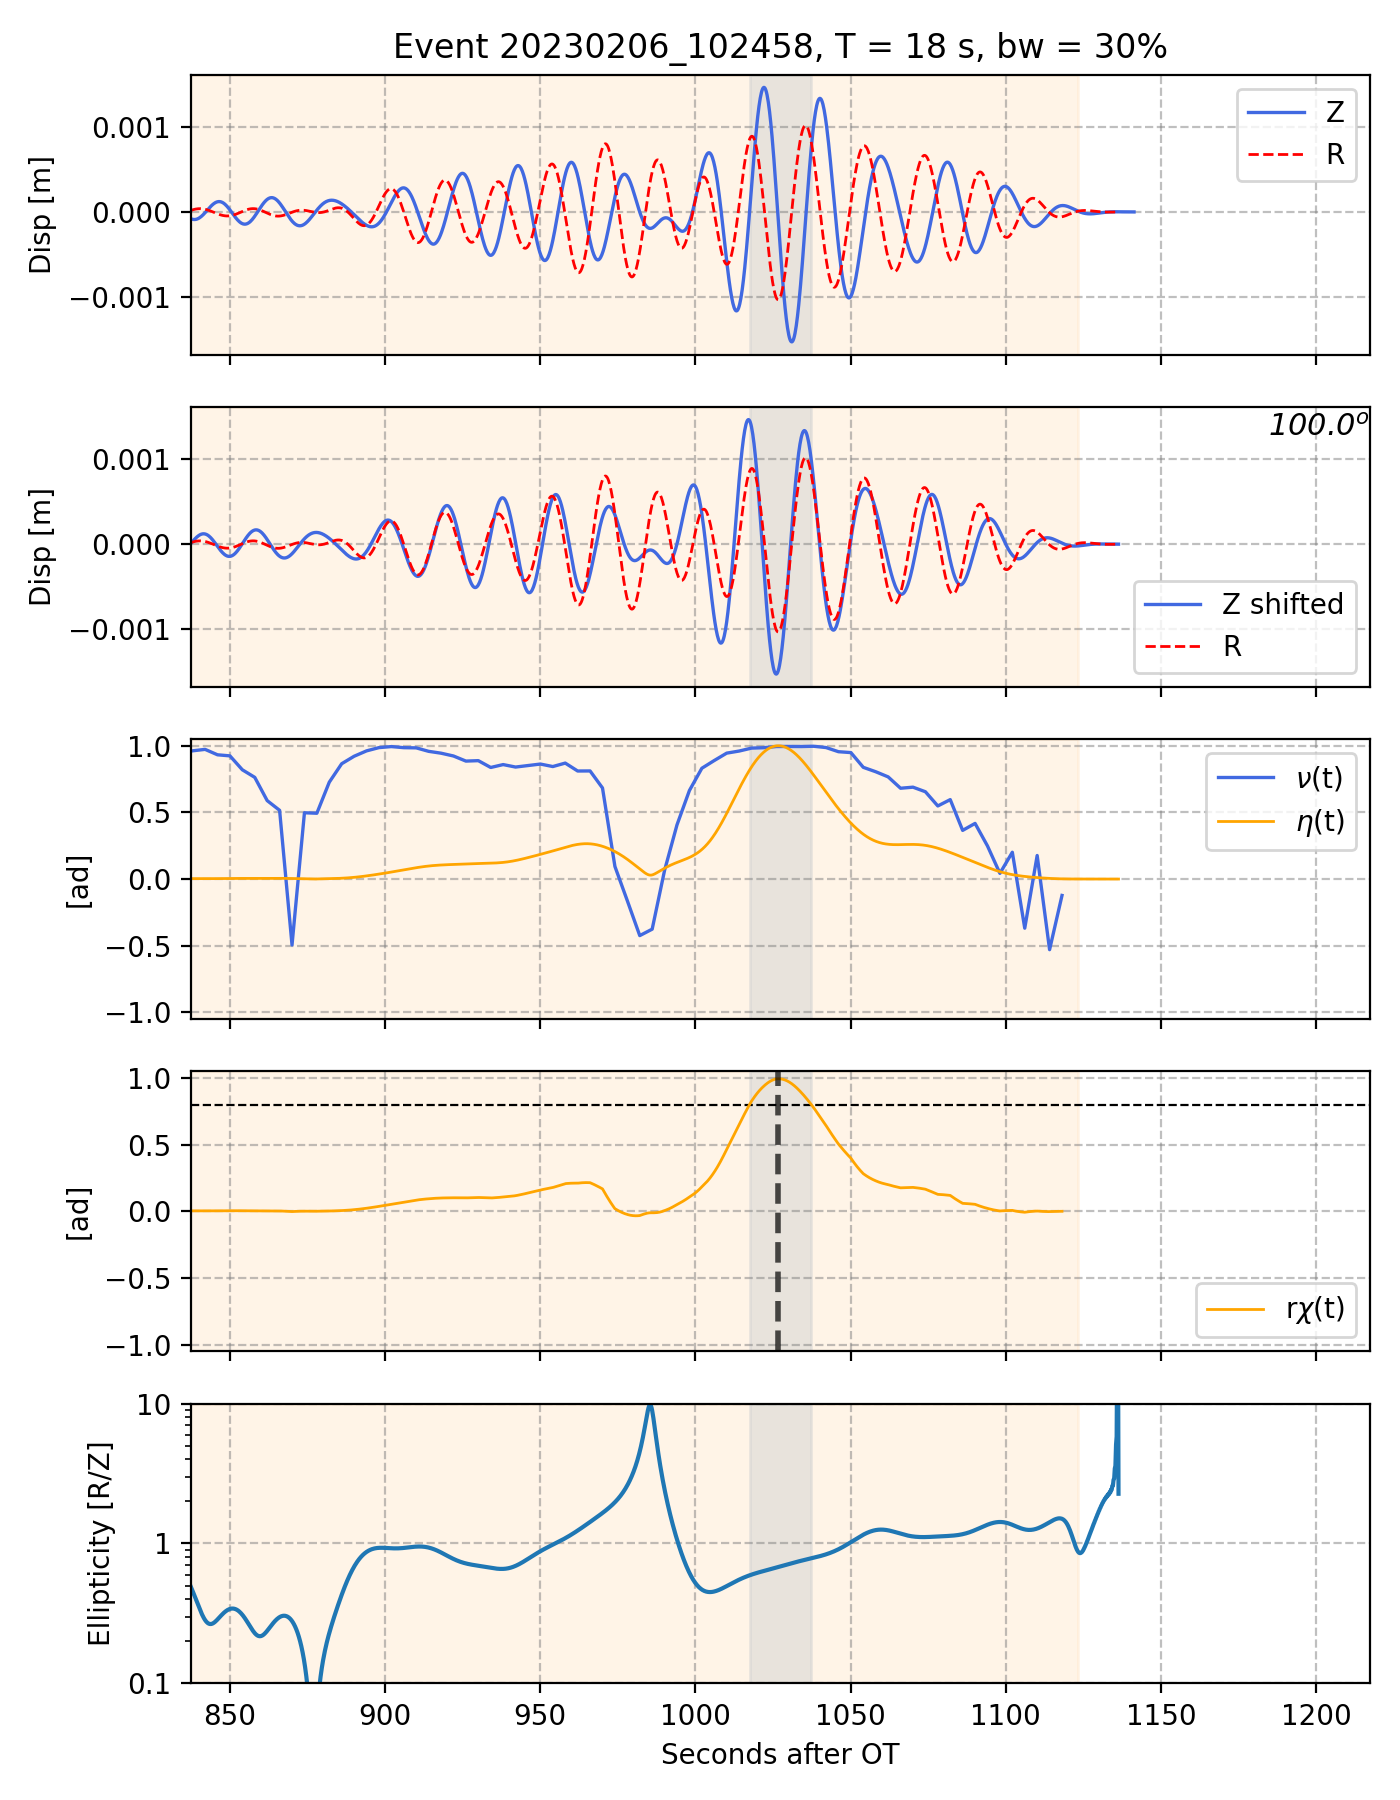 Event 20230206_102458, T = 18 s, bw = 30%
0.001
0.000
−0.001
Disp [m]
Z
R
100.0º
0.001
0.000
−0.001
Disp [m]
Z shifted
R
1.0
0.5
0.0
−0.5
−1.0
[ad]
ν(t)
η(t)
1.0
0.5
0.0
−0.5
−1.0
[ad]
rχ(t)
10
1
0.1
Ellipticity [R/Z]
850 900 950 1000 1050 1100 1150 1200
Seconds after OT